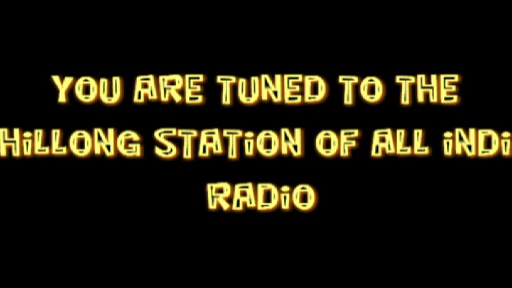 YOU ARE TUNED TO THE
HiLLONG STATiON OF ALL iNDi
RADiO